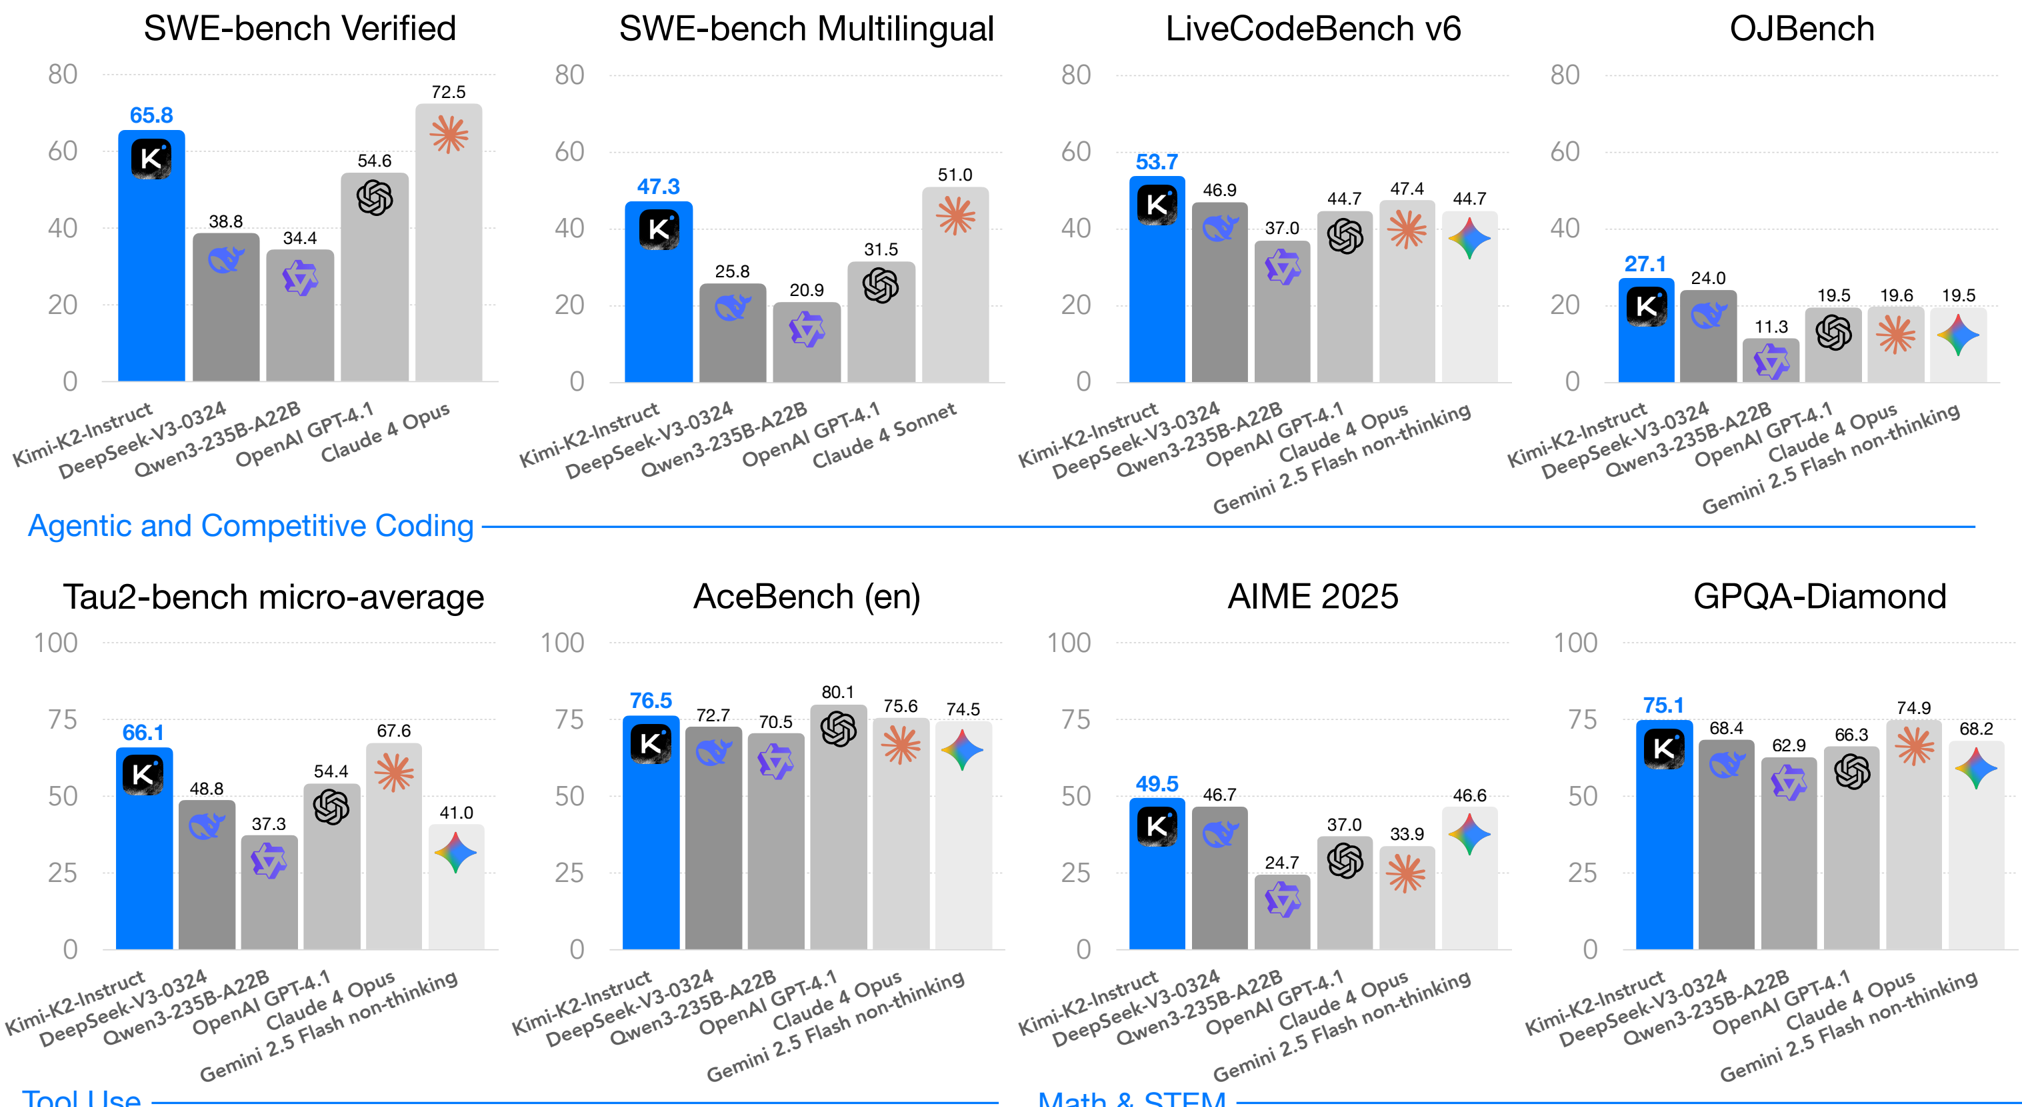 SWE-bench Verified
80
60
40
20
0
65.8
38.8
34.4
54.6
72.5
Kimi-K2-Instruct
DeepSeek-V3-0324
Qwen3-235B-A22B
OpenAI GPT-4.1
Claude 4 Opus
SWE-bench Multilingual
80
60
40
20
0
47.3
25.8
20.9
31.5
51.0
Kimi-K2-Instruct
DeepSeek-V3-0324
Qwen3-235B-A22B
OpenAI GPT-4.1
Claude 4 Sonnet
LiveCodeBench v6
80
60
40
20
0
53.7
46.9
37.0
44.7
47.4
44.7
Kimi-K2-Instruct
DeepSeek-V3-0324
Qwen3-235B-A22B
OpenAI GPT-4.1
Claude 4 Opus
Gemini 2.5 Flash non-thinking
OJBench
80
60
40
20
0
27.1
24.0
11.3
19.5
19.6
19.5
Kimi-K2-Instruct
DeepSeek-V3-0324
Qwen3-235B-A22B
OpenAI GPT-4.1
Claude 4 Opus
Gemini 2.5 Flash non-thinking
Agentic and Competitive Coding
Tau2-bench micro-average
100
75
50
25
0
66.1
48.8
37.3
54.4
67.6
41.0
Kimi-K2-Instruct
DeepSeek-V3-0324
Qwen3-235B-A22B
OpenAI GPT-4.1
Claude 4 Opus
Gemini 2.5 Flash non-thinking
AceBench (en)
100
75
50
25
0
76.5
72.7
70.5
80.1
75.6
74.5
Kimi-K2-Instruct
DeepSeek-V3-0324
Qwen3-235B-A22B
OpenAI GPT-4.1
Claude 4 Opus
Gemini 2.5 Flash non-thinking
AIME 2025
100
75
50
25
0
49.5
46.7
24.7
37.0
33.9
46.6
Kimi-K2-Instruct
DeepSeek-V3-0324
Qwen3-235B-A22B
OpenAI GPT-4.1
Claude 4 Opus
Gemini 2.5 Flash non-thinking
GPQA-Diamond
100
75
50
25
0
75.1
68.4
62.9
66.3
74.9
68.2
Kimi-K2-Instruct
DeepSeek-V3-0324
Qwen3-235B-A22B
OpenAI GPT-4.1
Claude 4 Opus
Gemini 2.5 Flash non-thinking
Tool Use
Math & STEM